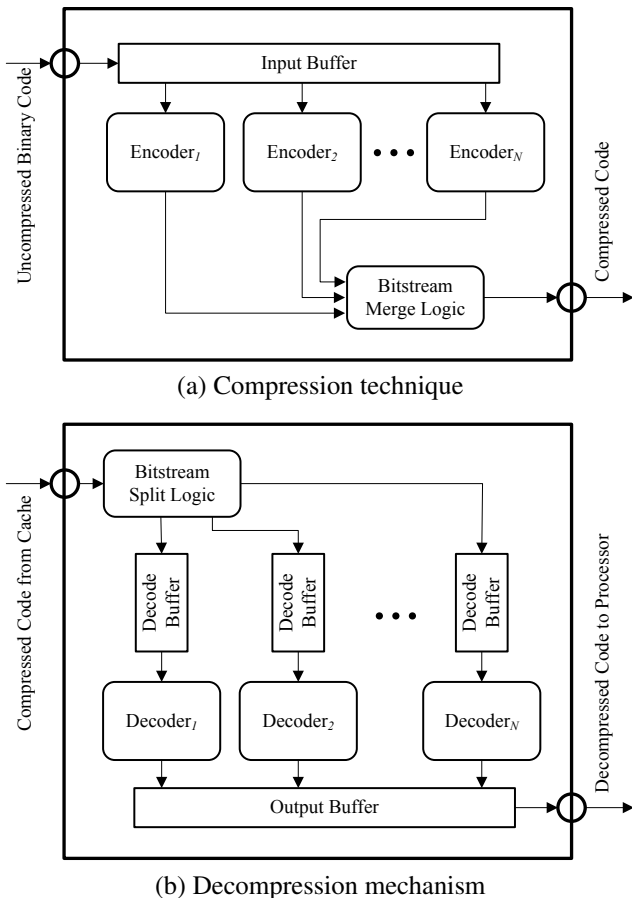 Uncompressed Binary Code
Input Buffer
Encoder1
Encoder2
EncoderN
Bitstream
Merge Logic
Compressed Code
(a) Compression technique
Compressed Code from Cache
Bitstream
Split Logic
Decode
Buffer
Decode
Buffer
Decode
Buffer
Decoder1
Decoder2
DecoderN
Output Buffer
Decompressed Code to Processor
(b) Decompression mechanism